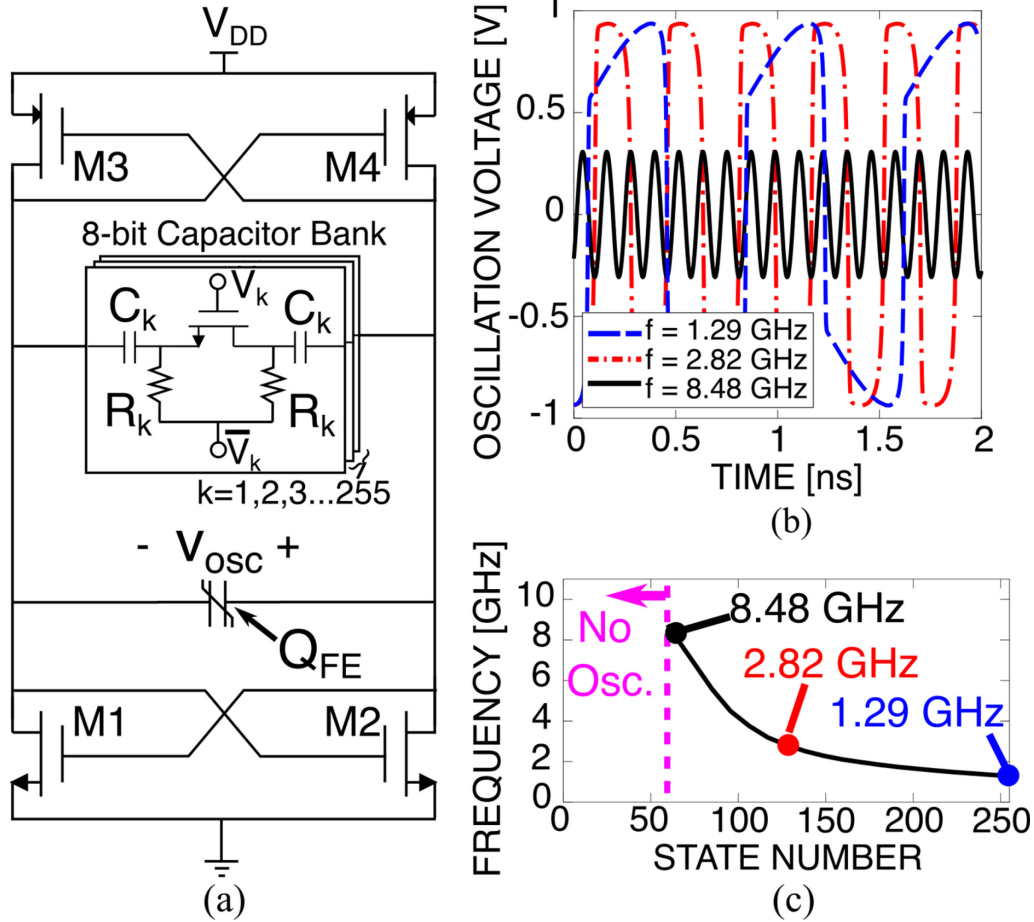 V_DD
M3
M4
8-bit Capacitor Bank
V_k
C_k
C_k
R_k
R_k
V̅_k
k=1,2,3...255
- V_osc +
Q_FE
M1
M2
(a)
OSCILLATION VOLTAGE [V]
1
0.5
0
-0.5
-1
f = 1.29 GHz
f = 2.82 GHz
f = 8.48 GHz
0 0.5 1 1.5 2
TIME [ns]
(b)
FREQUENCY [GHz]
10
8
6
4
2
0
No
Osc.
8.48 GHz
2.82 GHz
1.29 GHz
0 50 100 150 200 250
STATE NUMBER
(c)